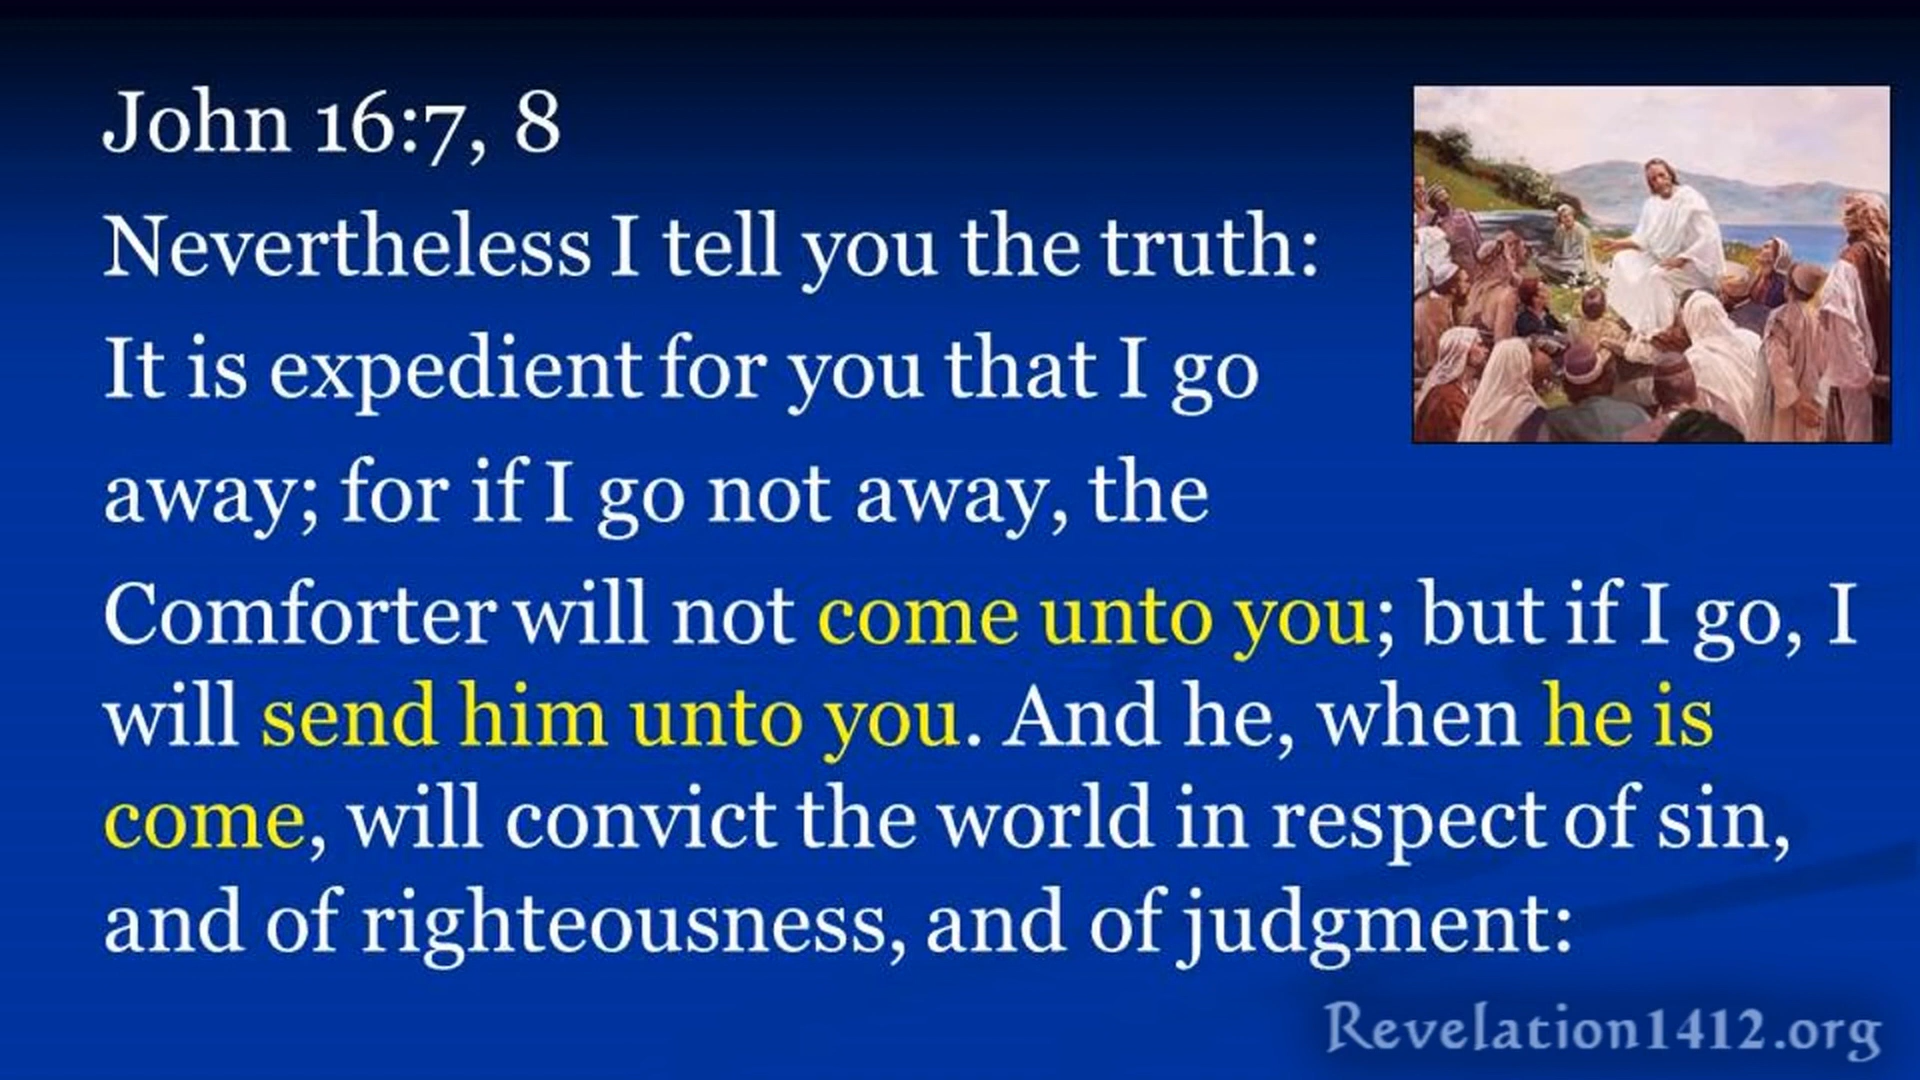 John 16:7, 8
Nevertheless I tell you the truth:
It is expedient for you that I go
away; for if I go not away, the
Comforter will not come unto you; but if I go, I
will send him unto you. And he, when he is
come, will convict the world in respect of sin,
and of righteousness, and of judgment:
Revelation1412.org